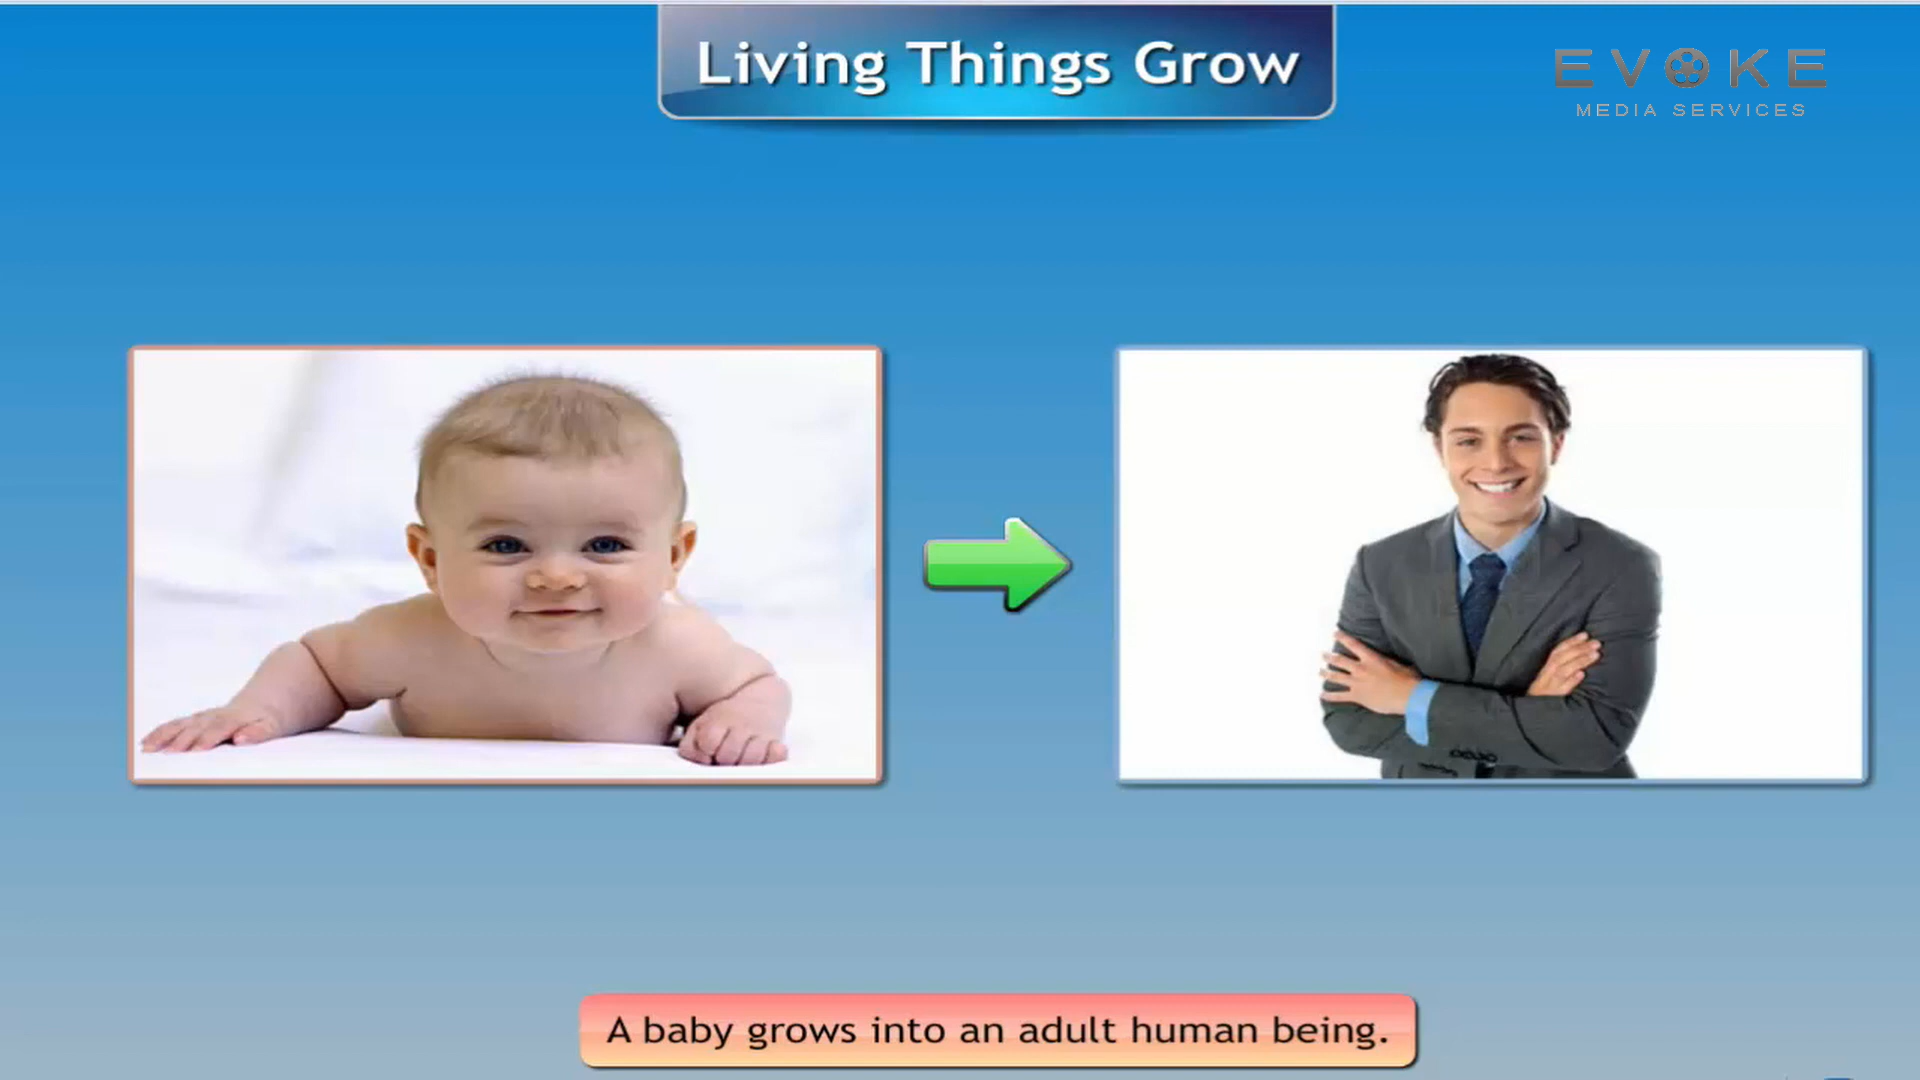 Living Things Grow
EVOKE
MEDIA SERVICES
A baby grows into an adult human being.